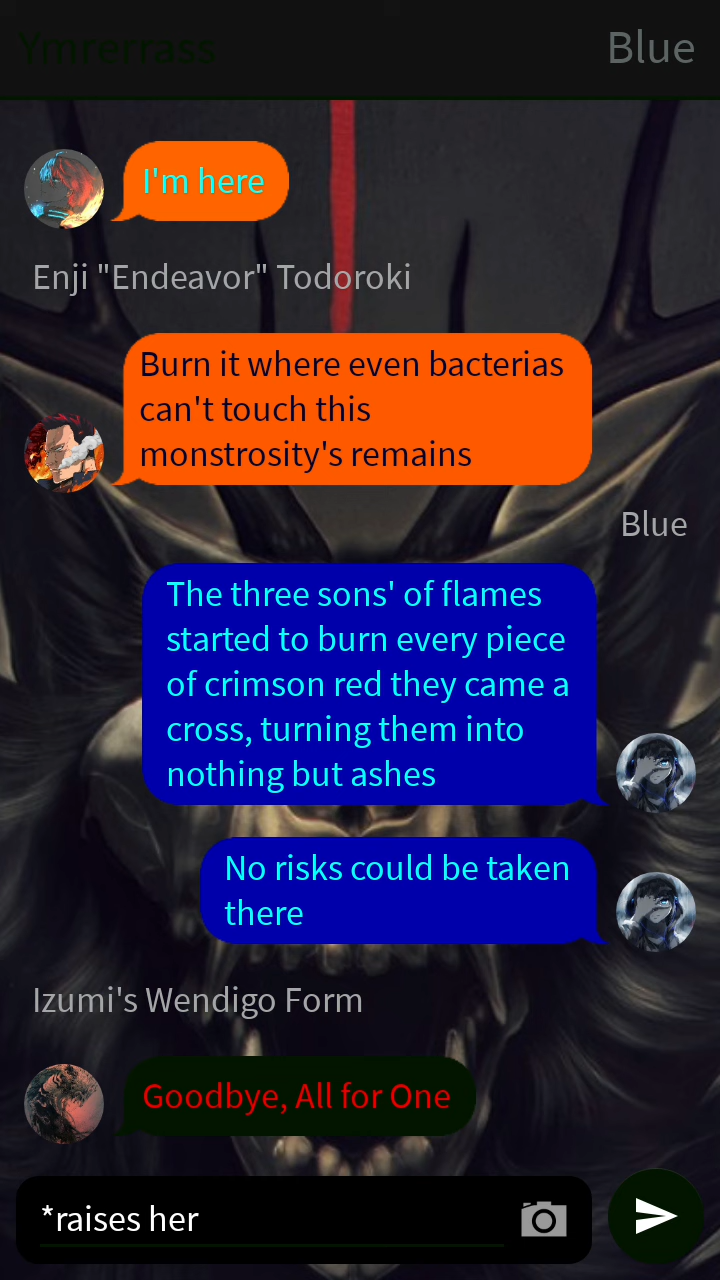 Ymrerrass
Blue
I'm here
Enji "Endeavor" Todoroki
Burn it where even bacterias
can't touch this
monstrosity's remains
Blue
The three sons' of flames
started to burn every piece
of crimson red they came a
cross, turning them into
nothing but ashes
No risks could be taken
there
Izumi's Wendigo Form
Goodbye, All for One
*raises her